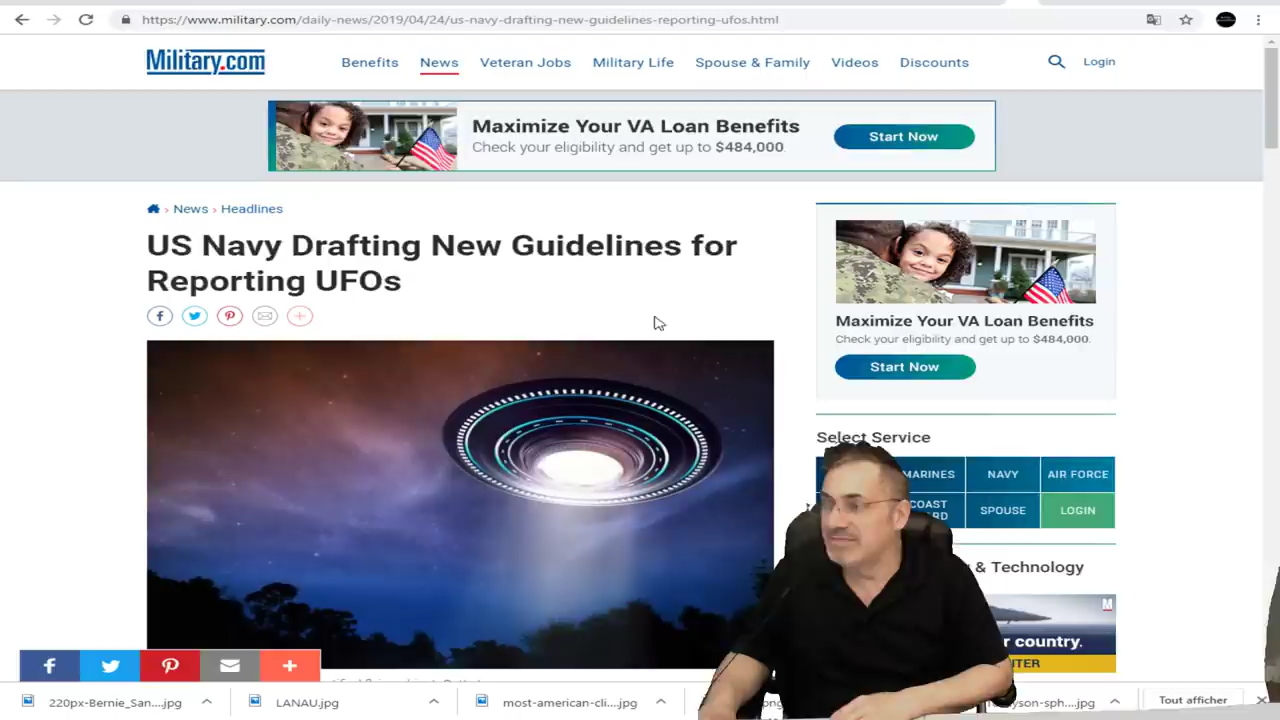 https://www.military.com/daily-news/2019/04/24/us-navy-drafting-new-guidelines-reporting-ufos.html
Military.com
Benefits
News
Veteran Jobs
Military Life
Spouse & Family
Videos
Discounts
Login
Maximize Your VA Loan Benefits
Check your eligibility and get up to $484,000.
Start Now
News › Headlines
US Navy Drafting New Guidelines for
Reporting UFOs
Maximize Your VA Loan Benefits
Check your eligibility and get up to $484,000.
Start Now
Select Service
MARINES
NAVY
AIR FORCE
COAST
SPOUSE
LOGIN
& Technology
country.
220px-Bernie_San....jpg
LANAU.jpg
most-american-cli....jpg
Tout afficher